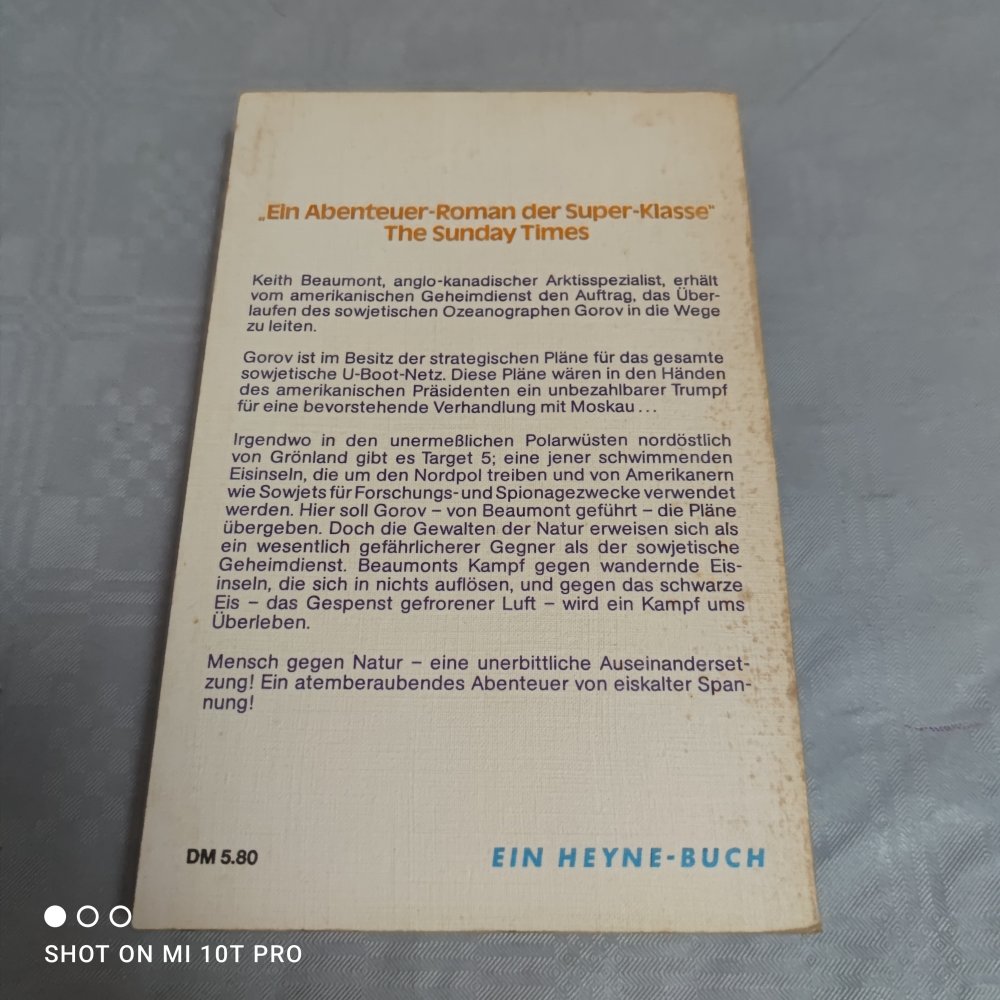 „Ein Abenteuer-Roman der Super-Klasse“
The Sunday Times
Keith Beaumont, anglo-kanadischer Arktisspezialist, erhält
vom amerikanischen Geheimdienst den Auftrag, das Über-
laufen des sowjetischen Ozeanographen Gorov in die Wege
zu leiten.
Gorov ist im Besitz der strategischen Pläne für das gesamte
sowjetische U-Boot-Netz. Diese Pläne wären in den Händen
des amerikanischen Präsidenten ein unbezahlbarer Trumpf
für eine bevorstehende Verhandlung mit Moskau ...
Irgendwo in den unermeßlichen Polarwüsten nordöstlich
von Grönland gibt es Target 5; eine jener schwimmenden
Eisinseln, die um den Nordpol treiben und von Amerikanern
wie Sowjets für Forschungs- und Spionagezwecke verwendet
werden. Hier soll Gorov – von Beaumont geführt – die Pläne
übergeben. Doch die Gewalten der Natur erweisen sich als
ein wesentlich gefährlicherer Gegner als der sowjetische
Geheimdienst. Beaumonts Kampf gegen wandernde Eis-
inseln, die sich in nichts auflösen, und gegen das schwarze
Eis – das Gespenst gefrorener Luft – wird ein Kampf ums
Überleben.
Mensch gegen Natur – eine unerbittliche Auseinanderset-
zung! Ein atemberaubendes Abenteuer von eiskalter Span-
nung!
DM 5.80
EIN HEYNE-BUCH
SHOT ON MI 10T PRO